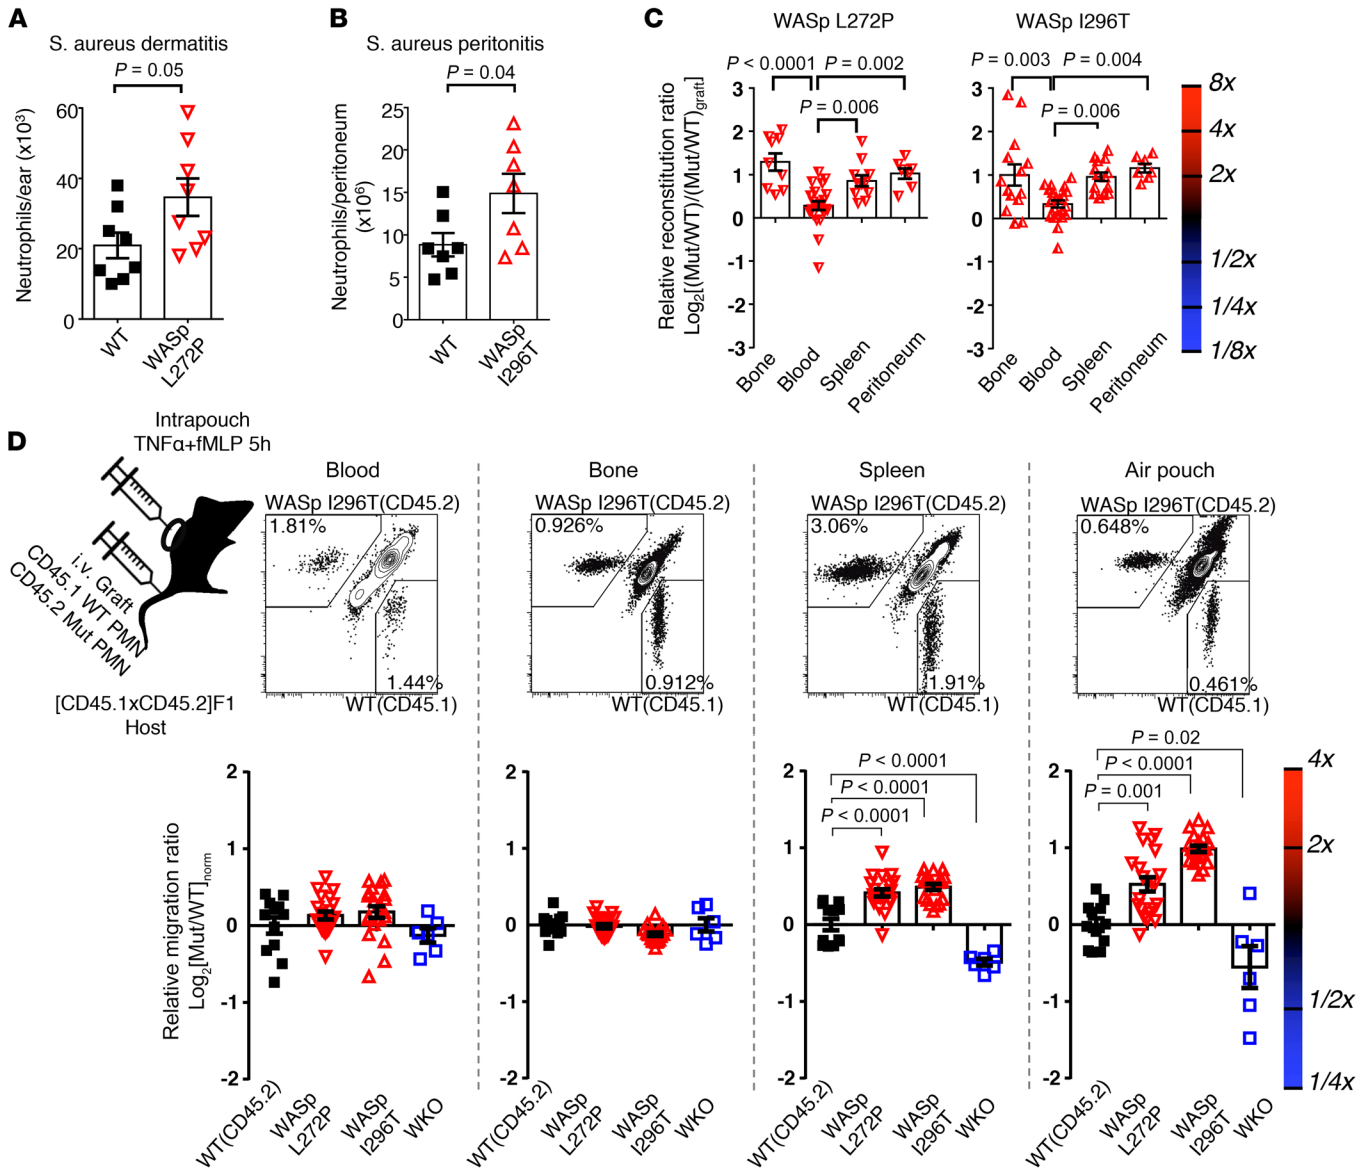 A
S. aureus dermatitis
P = 0.05
Neutrophils/ear (x10³)
60
40
20
0
WT
WASp
L272P
B
S. aureus peritonitis
P = 0.04
Neutrophils/peritoneum
(x10⁶)
25
20
15
10
5
0
WT
WASp
I296T
C
WASp L272P
P < 0.0001
P = 0.002
P = 0.006
Relative reconstitution ratio
Log₂[(Mut/WT)/(Mut/WT)graft]
3
2
1
0
-1
-2
-3
Bone
Blood
Spleen
Peritoneum
WASp I296T
P = 0.003
P = 0.004
P = 0.006
3
2
1
0
-1
-2
-3
Bone
Blood
Spleen
Peritoneum
8x
4x
2x
1/2x
1/4x
1/8x
D
Intrapouch
TNFα+fMLP 5h
i.v. Graft
CD45.1 WT PMN
CD45.2 Mut PMN
[CD45.1xCD45.2]F1
Host
Blood
WASp I296T(CD45.2)
1.81%
1.44%
WT(CD45.1)
Bone
WASp I296T(CD45.2)
0.926%
0.912%
WT(CD45.1)
Spleen
WASp I296T(CD45.2)
3.06%
1.91%
WT(CD45.1)
Air pouch
WASp I296T(CD45.2)
0.648%
0.461%
WT(CD45.1)
Relative migration ratio
Log₂[Mut/WT]norm
2
1
0
-1
-2
WT(CD45.2)
WASp
L272P
WASp
I296T
WKO
2
1
0
-1
-2
WT(CD45.2)
WASp
L272P
WASp
I296T
WKO
P < 0.0001
P < 0.0001
P < 0.0001
2
1
0
-1
-2
WT(CD45.2)
WASp
L272P
WASp
I296T
WKO
P = 0.02
P < 0.0001
P = 0.001
2
1
0
-1
-2
WT(CD45.2)
WASp
L272P
WASp
I296T
WKO
4x
2x
1/2x
1/4x